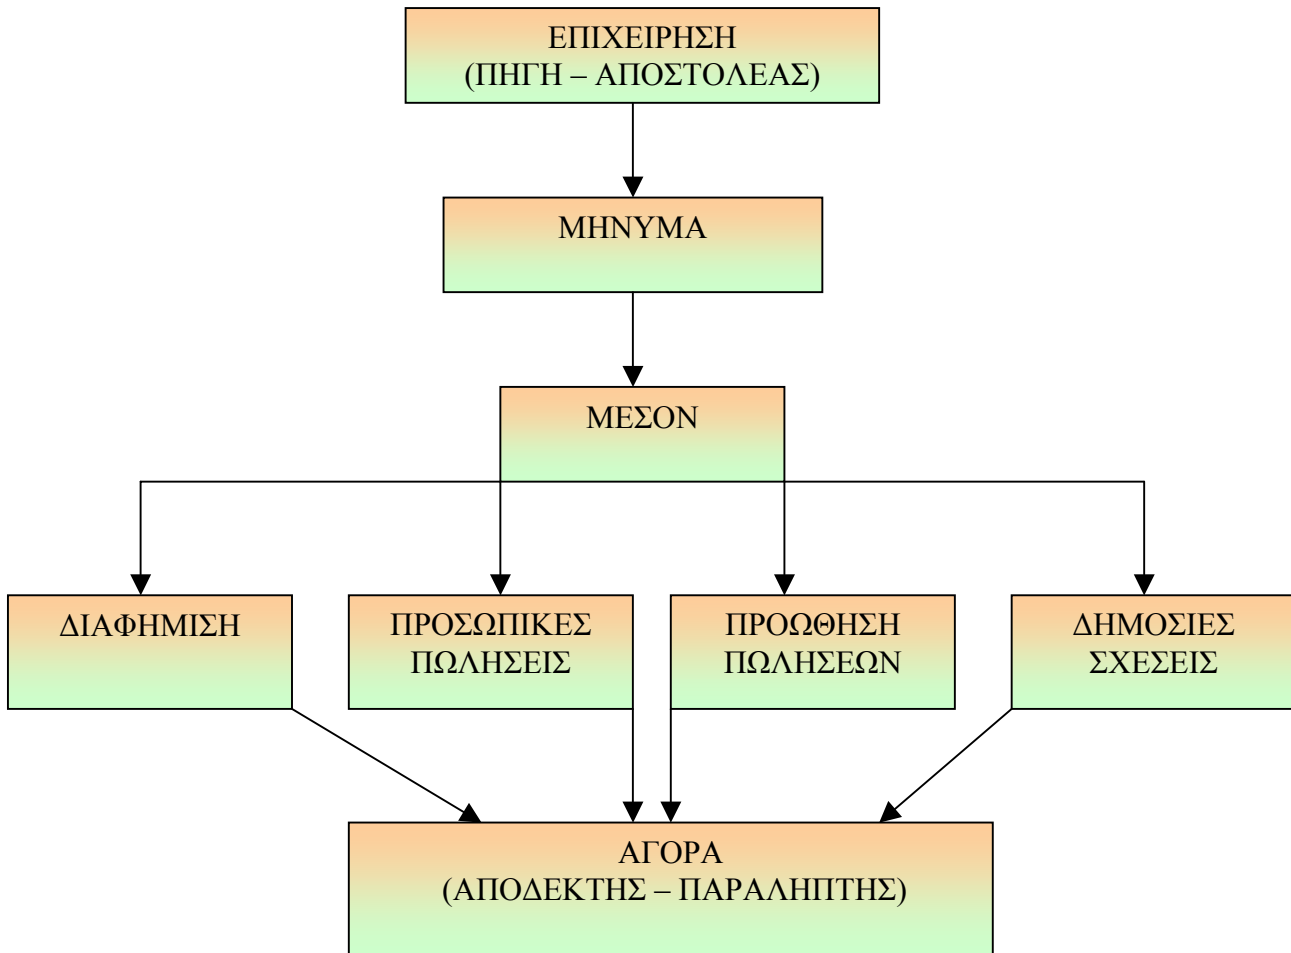 ΕΠΙΧΕΙΡΗΣΗ
(ΠΗΓΗ – ΑΠΟΣΤΟΛΕΑΣ)
ΜΗΝΥΜΑ
ΜΕΣΟΝ
ΔΙΑΦΗΜΙΣΗ
ΠΡΟΣΩΠΙΚΕΣ
ΠΩΛΗΣΕΙΣ
ΠΡΟΩΘΗΣΗ
ΠΩΛΗΣΕΩΝ
ΔΗΜΟΣΙΕΣ
ΣΧΕΣΕΙΣ
ΑΓΟΡΑ
(ΑΠΟΔΕΚΤΗΣ – ΠΑΡΑΛΗΠΤΗΣ)